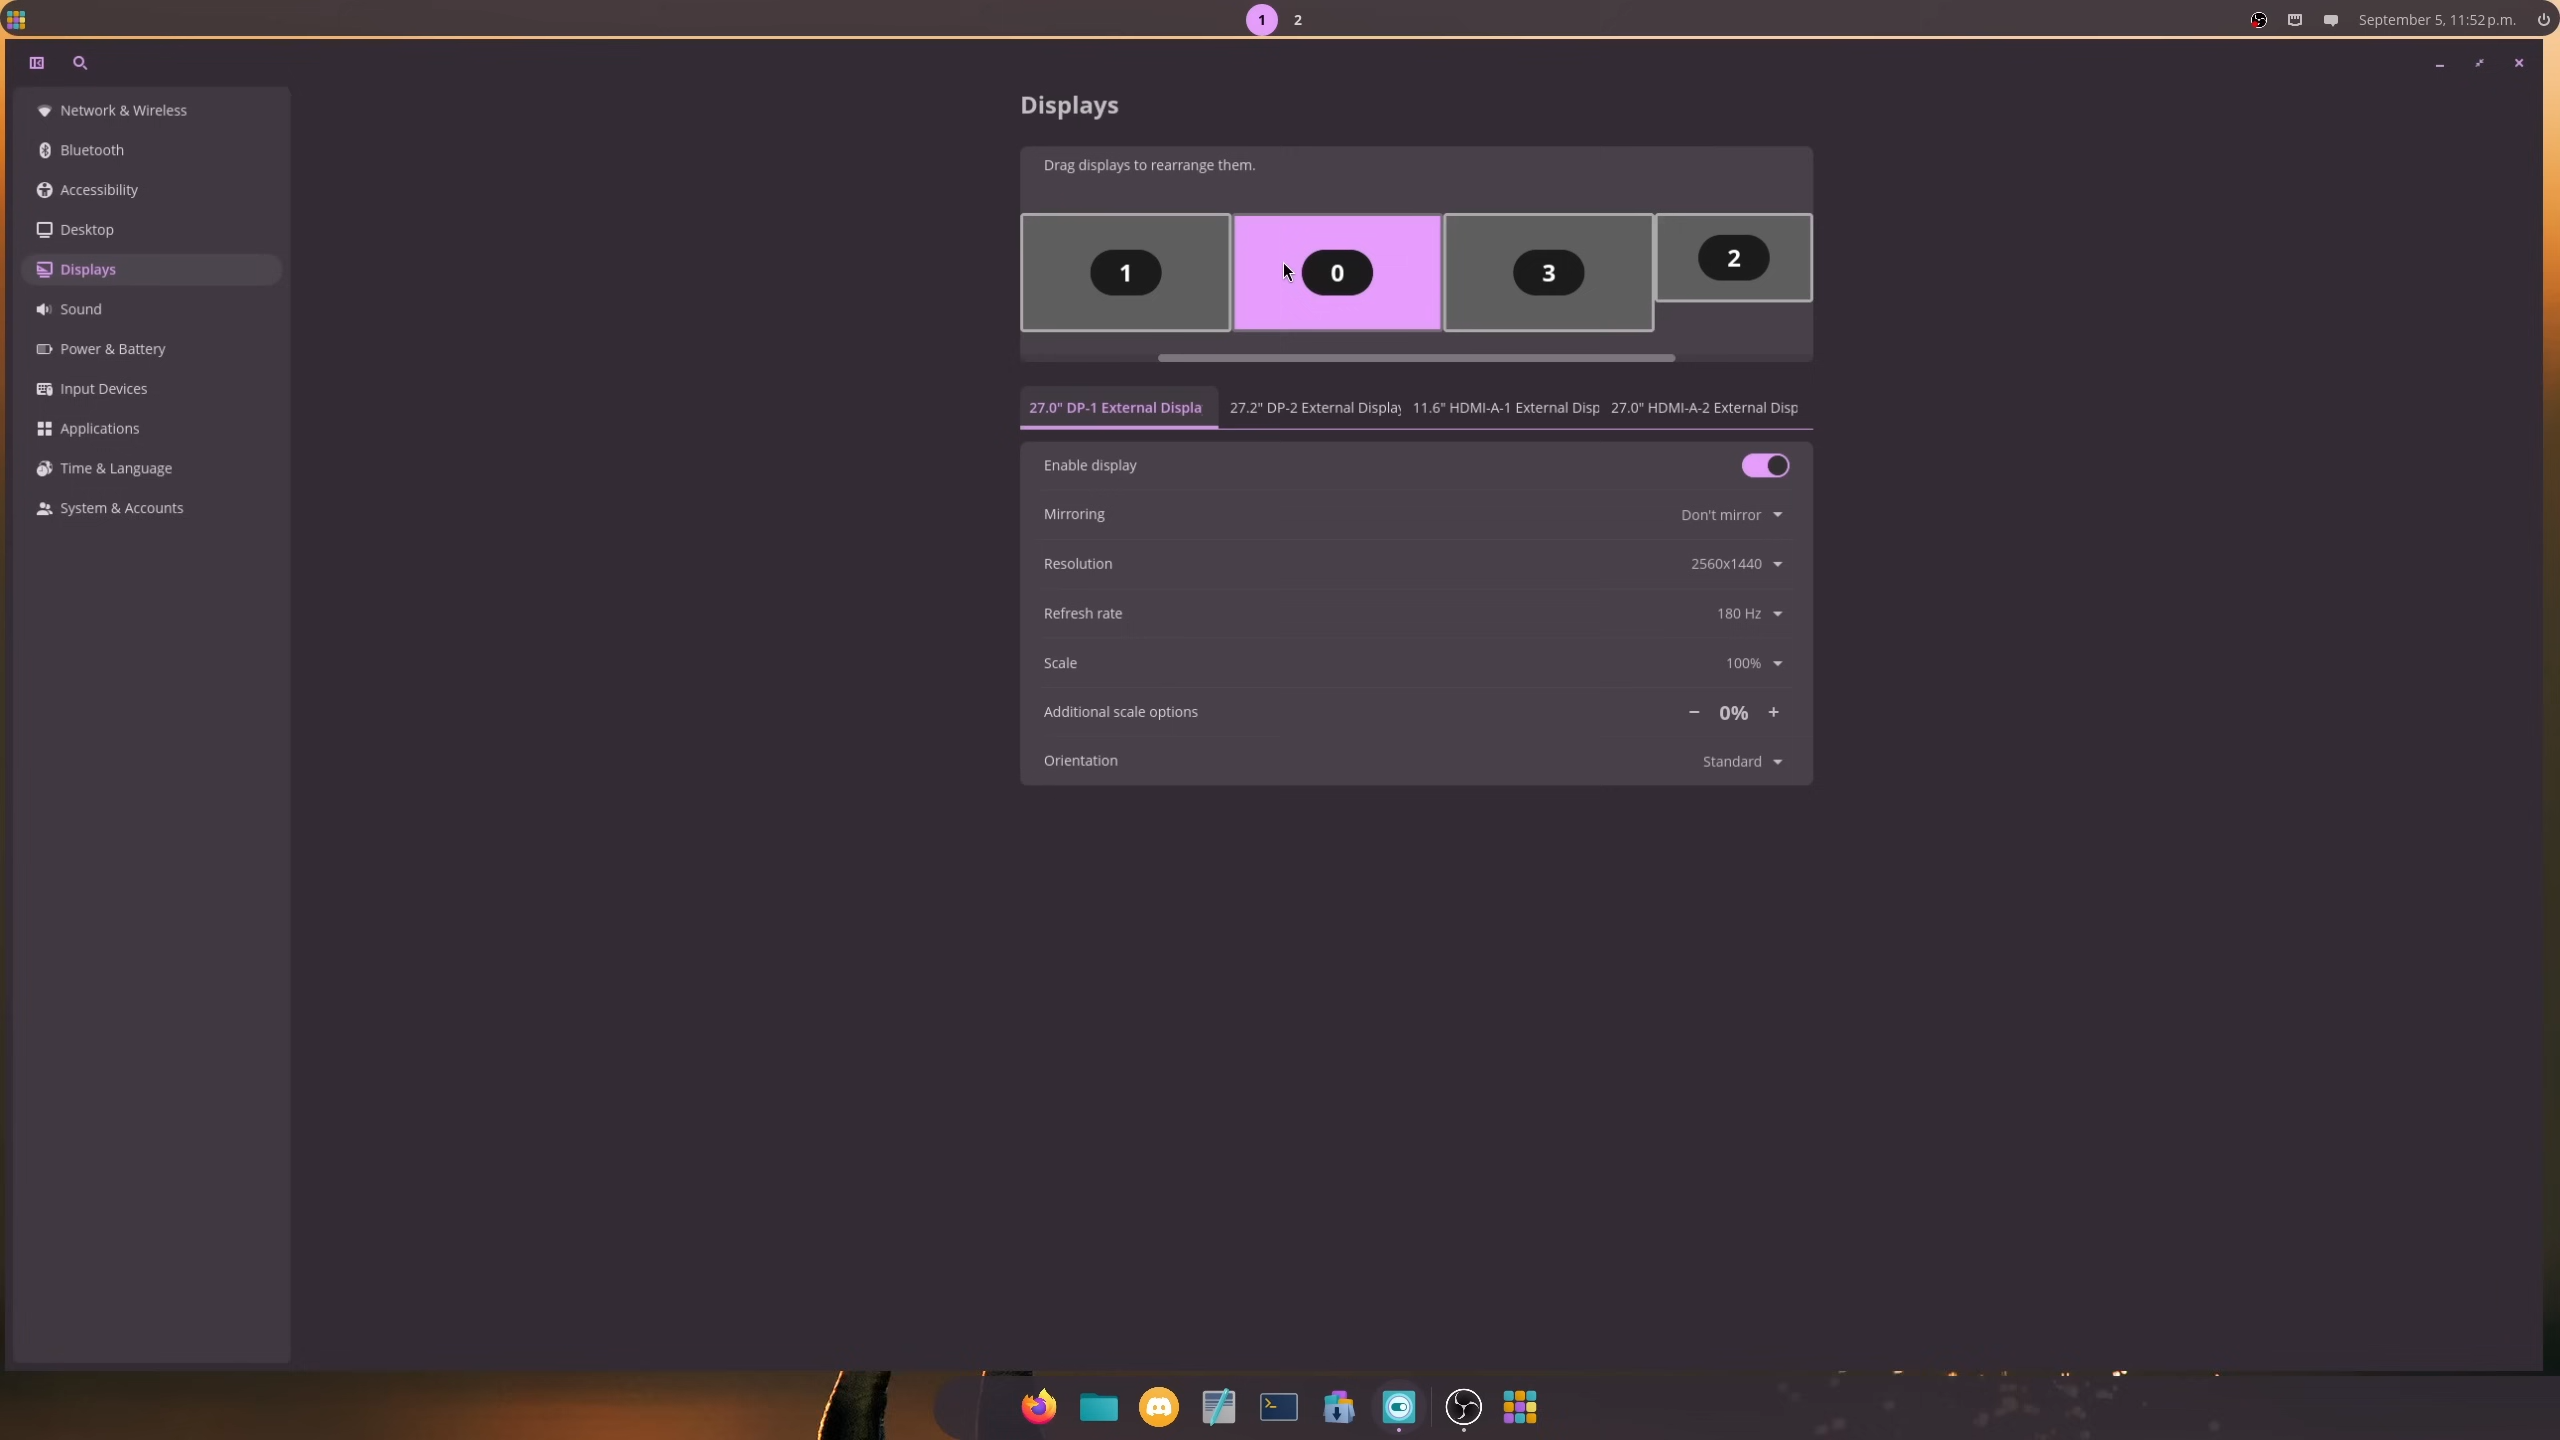 1
2
September 5, 11:52 p.m.
Network & Wireless
Bluetooth
Accessibility
Desktop
Displays
Sound
Power & Battery
Input Devices
Applications
Time & Language
System & Accounts
Displays
Drag displays to rearrange them.
1
0
3
2
27.0" DP-1 External Displa
27.2" DP-2 External Display
11.6" HDMI-A-1 External Disp
27.0" HDMI-A-2 External Disp
Enable display
Mirroring
Don't mirror
Resolution
2560x1440
Refresh rate
180 Hz
Scale
100%
Additional scale options
− 0% +
Orientation
Standard